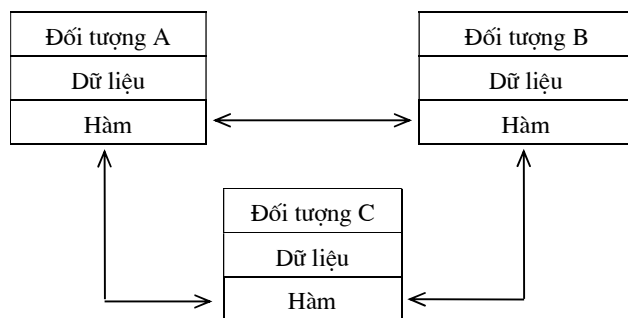 Đối tượng A
Dữ liệu
Hàm
Đối tượng B
Dữ liệu
Hàm
Đối tượng C
Dữ liệu
Hàm